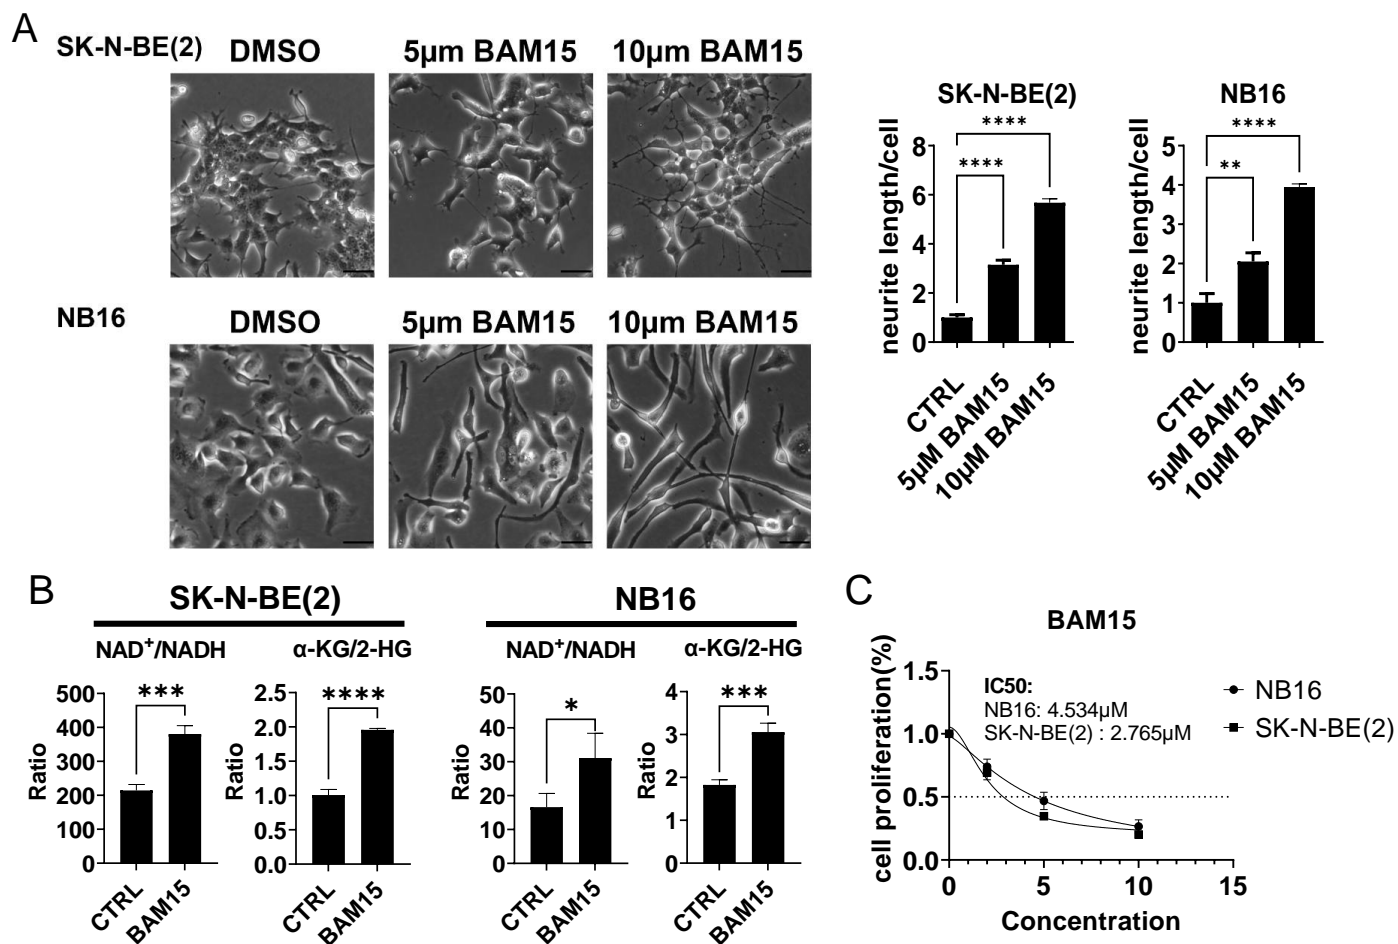 A
SK-N-BE(2) DMSO 5µm BAM15 10µm BAM15
NB16 DMSO 5µm BAM15 10µm BAM15
SK-N-BE(2)
neurite length/cell
8
6
4
2
0
****
****
CTRL
5µM BAM15
10µM BAM15
NB16
neurite length/cell
5
4
3
2
1
0
****
**
CTRL
5µM BAM15
10µM BAM15
B
SK-N-BE(2)
NAD+/NADH
Ratio
500
400
300
200
100
0
***
CTRL
BAM15
α-KG/2-HG
Ratio
2.5
2.0
1.5
1.0
0.5
0.0
****
CTRL
BAM15
NB16
NAD+/NADH
Ratio
50
40
30
20
10
0
*
CTRL
BAM15
α-KG/2-HG
Ratio
4
3
2
1
0
***
CTRL
BAM15
C
BAM15
cell proliferation(%)
1.5
1.0
0.5
0.0
IC50:
NB16: 4.534µM
SK-N-BE(2) : 2.765µM
NB16
SK-N-BE(2)
0 5 10 15
Concentration